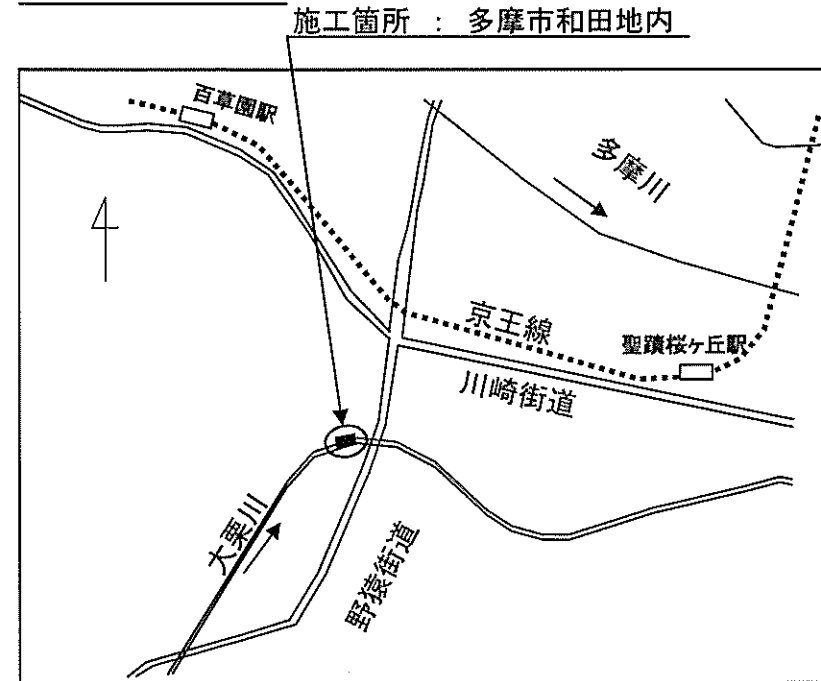 施工箇所 : 多摩市和田地内
百草園駅
多摩川
京王線
聖蹟桜ヶ丘駅
川崎街道
大栗川
野猿街道